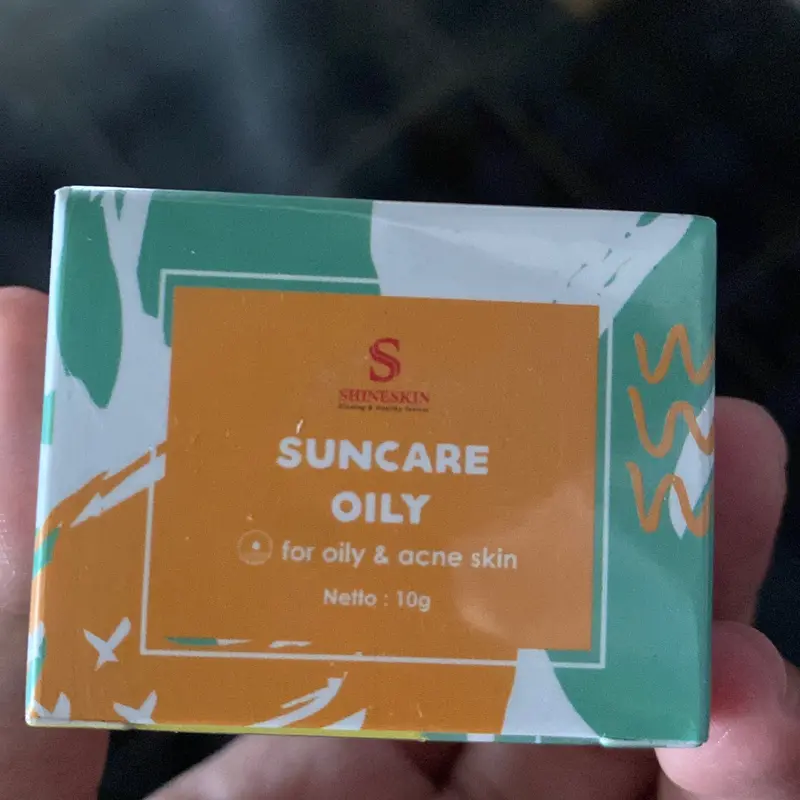 S
SHINESKIN
SUNCARE
OILY
for oily & acne skin
Netto : 10g